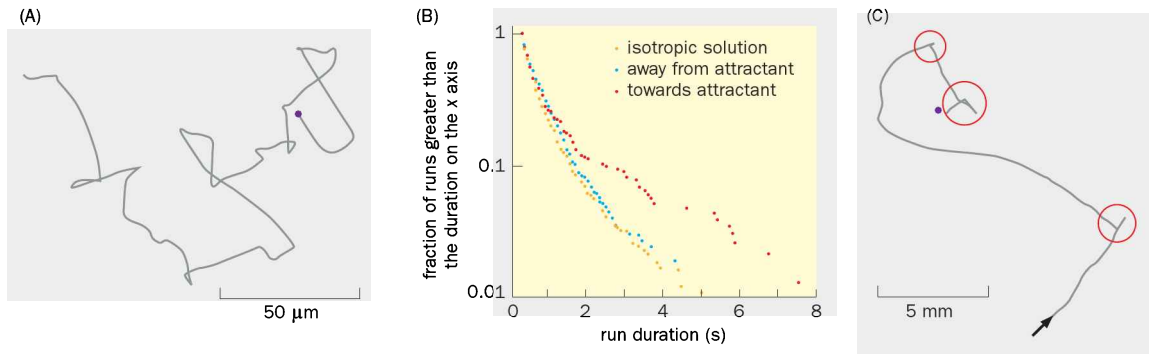 (A)
50 μm
(B)
fraction of runs greater than
the duration on the x axis
1
0.1
0.01
isotropic solution
away from attractant
towards attractant
0
2
4
6
8
run duration (s)
(C)
5 mm